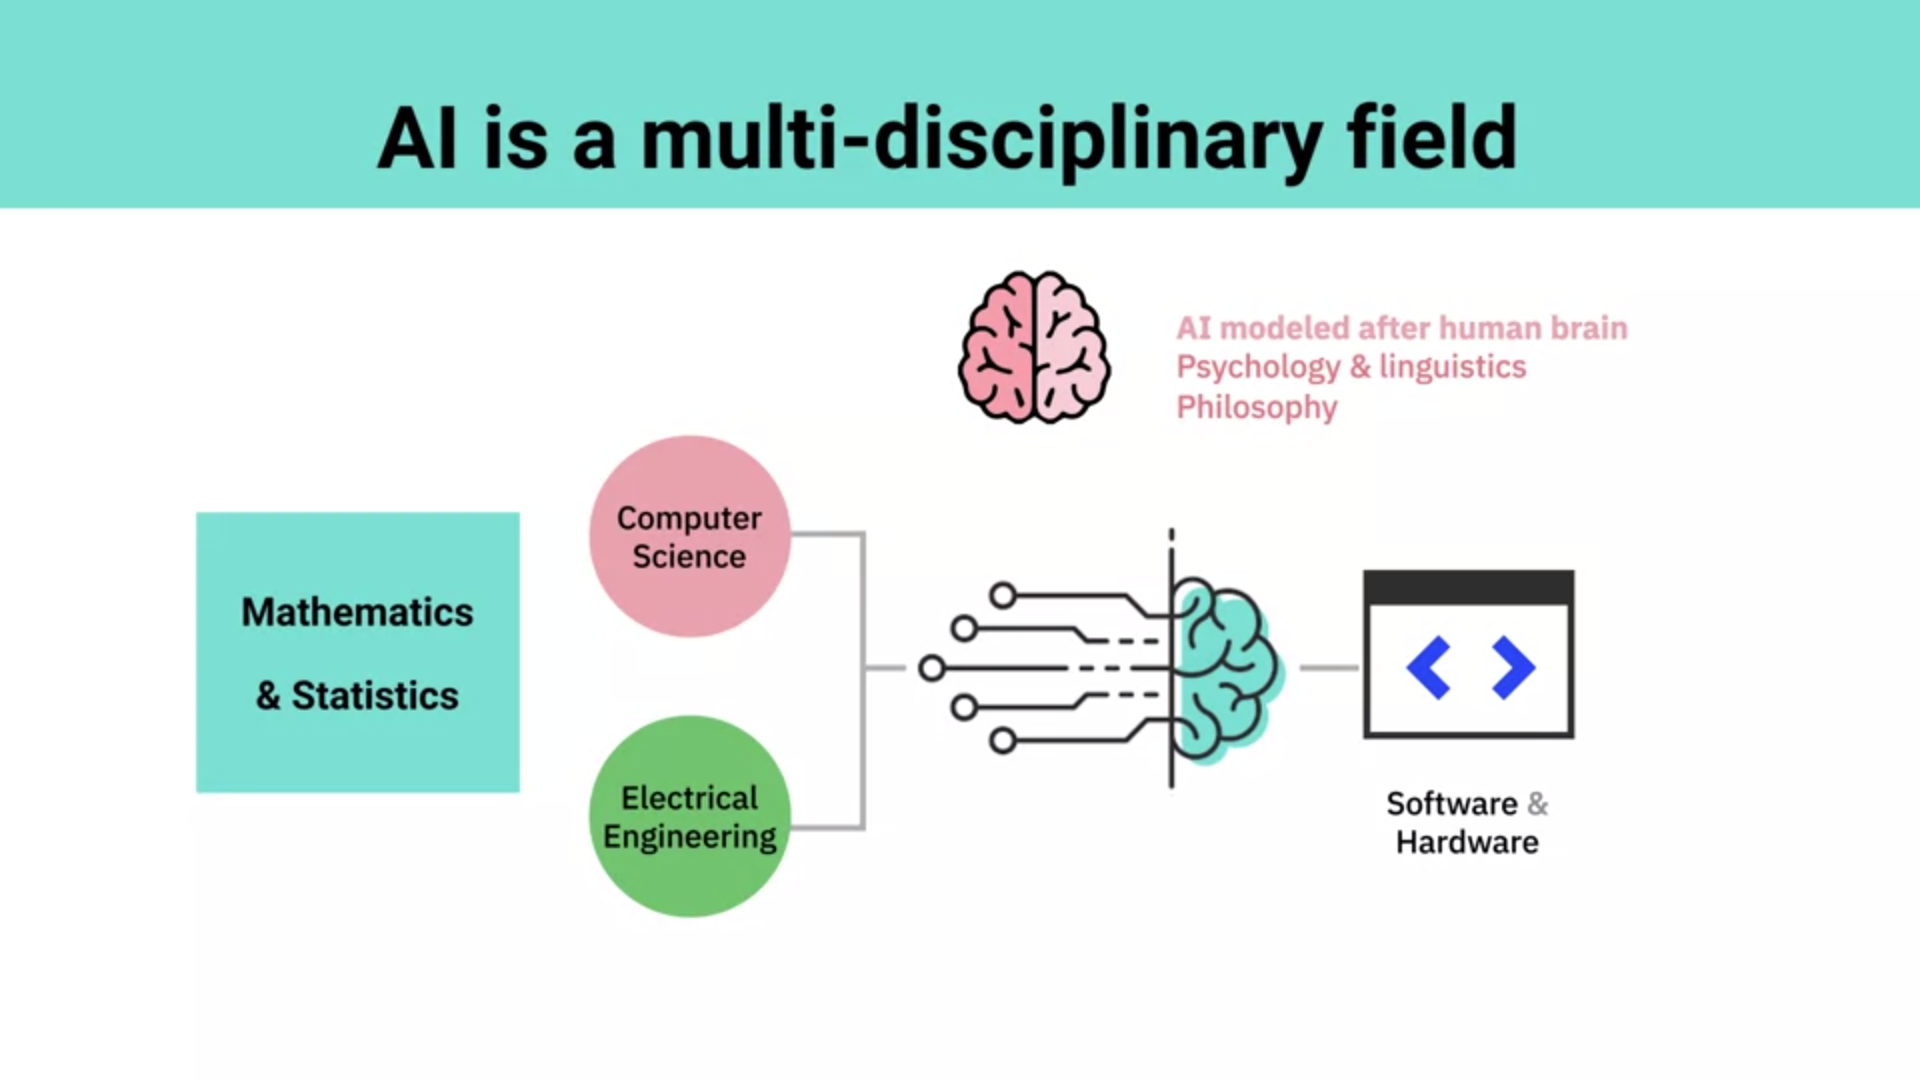 AI is a multi-disciplinary field
AI modeled after human brain
Psychology & linguistics
Philosophy
Mathematics
& Statistics
Computer
Science
Electrical
Engineering
Software &
Hardware